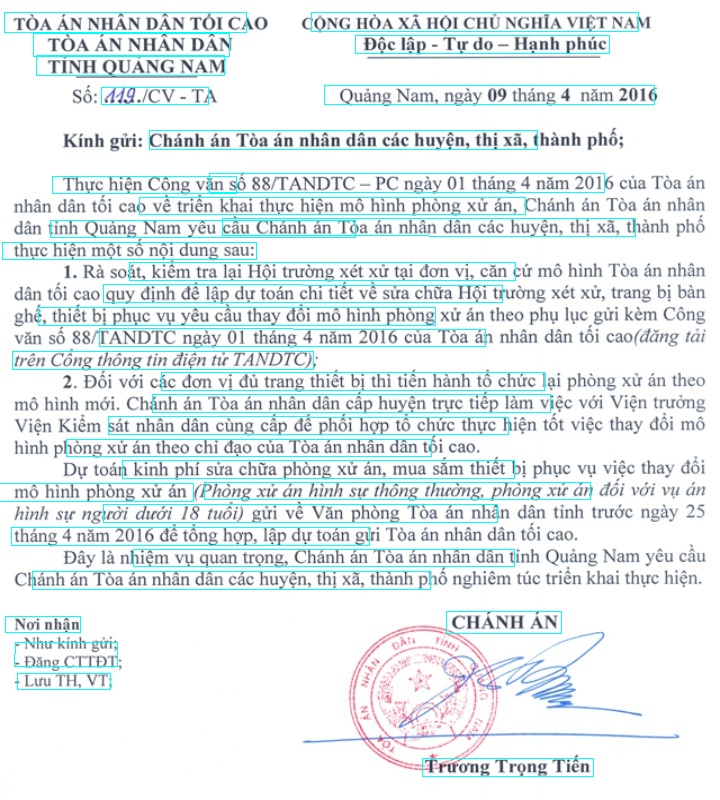 TÒA ÁN NHÂN DÂN TỐI CAO
TÒA ÁN NHÂN DÂN
TỈNH QUẢNG NAM
Số: 119./CV - TA
CỘNG HÒA XÃ HỘI CHỦ NGHĨA VIỆT NAM
Độc lập - Tự do – Hạnh phúc
Quảng Nam, ngày 09 tháng 4 năm 2016
Kính gửi: Chánh án Tòa án nhân dân các huyện, thị xã, thành phố;
Thực hiện Công văn số 88/TANDTC – PC ngày 01 tháng 4 năm 2016 của Tòa án
nhân dân tối cao về triển khai thực hiện mô hình phòng xử án, Chánh án Tòa án nhân
dân tỉnh Quảng Nam yêu cầu Chánh án Tòa án nhân dân các huyện, thị xã, thành phố
thực hiện một số nội dung sau:
1. Rà soát, kiểm tra lại Hội trường xét xử tại đơn vị, căn cứ mô hình Tòa án nhân
dân tối cao quy định để lập dự toán chi tiết về sửa chữa Hội trường xét xử, trang bị bàn
ghế, thiết bị phục vụ yêu cầu thay đổi mô hình phòng xử án theo phụ lục gửi kèm Công
văn số 88/TANDTC ngày 01 tháng 4 năm 2016 của Tòa án nhân dân tối cao(đăng tải
trên Cổng thông tin điện tử TANDTC);
2. Đối với các đơn vị đủ trang thiết bị thì tiến hành tổ chức lại phòng xử án theo
mô hình mới. Chánh án Tòa án nhân dân cấp huyện trực tiếp làm việc với Viện trưởng
Viện Kiểm sát nhân dân cùng cấp để phối hợp tổ chức thực hiện tốt việc thay đổi mô
hình phòng xử án theo chỉ đạo của Tòa án nhân dân tối cao.
Dự toán kinh phí sửa chữa phòng xử án, mua sắm thiết bị phục vụ việc thay đổi
mô hình phòng xử án (Phòng xử án hình sự thông thường, phòng xử án đối với vụ án
hình sự người dưới 18 tuổi) gửi về Văn phòng Tòa án nhân dân tỉnh trước ngày 25
tháng 4 năm 2016 để tổng hợp, lập dự toán gửi Tòa án nhân dân tối cao.
Đây là nhiệm vụ quan trọng, Chánh án Tòa án nhân dân tỉnh Quảng Nam yêu cầu
Chánh án Tòa án nhân dân các huyện, thị xã, thành phố nghiêm túc triển khai thực hiện.
Nơi nhận
- Như kính gửi;
- Đăng CTTĐT;
- Lưu TH, VT;
CHÁNH ÁN
TÒA ÁN NHÂN DÂN TỈNH
NAM
Trương Trọng Tiến